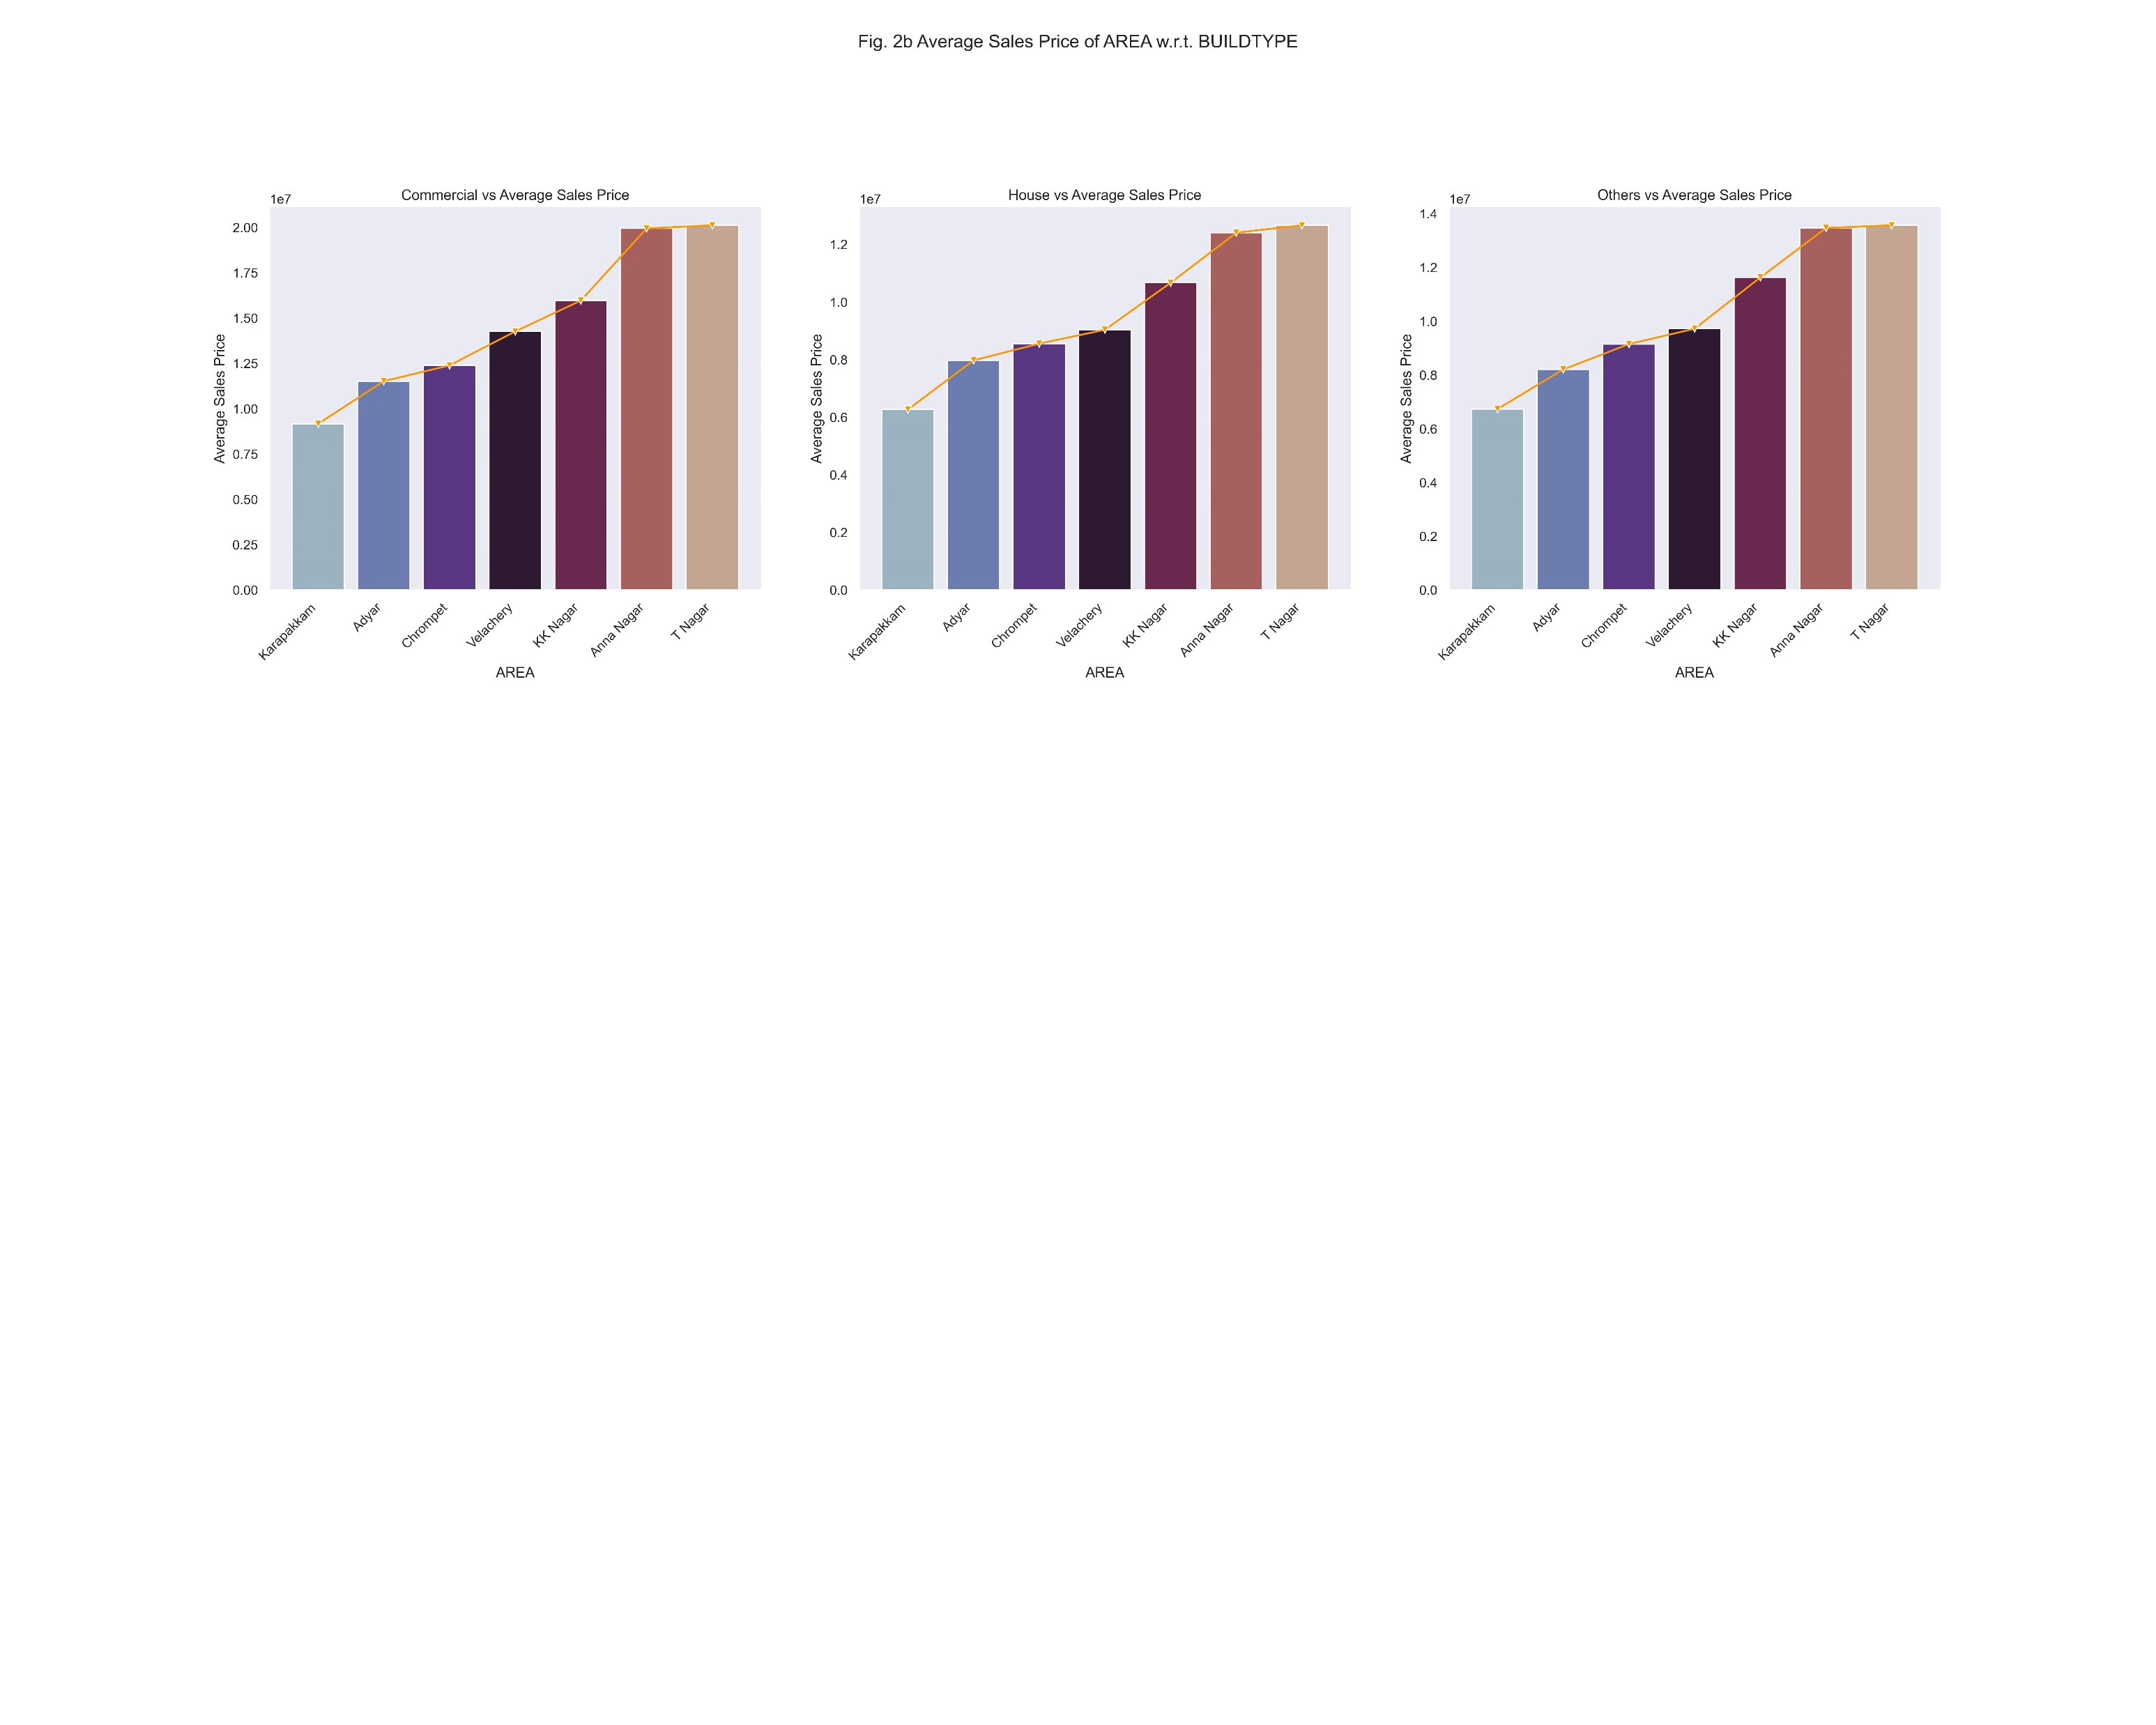 Fig. 2b Average Sales Price of AREA w.r.t. BUILDTYPE
Commercial vs Average Sales Price
1e7
2.00
1.75
1.50
1.25
1.00
0.75
0.50
0.25
0.00
Average Sales Price
Karapakkam
Adyar
Chrompet
Velachery
KK Nagar
Anna Nagar
T Nagar
AREA
House vs Average Sales Price
1e7
1.2
1.0
0.8
0.6
0.4
0.2
0.0
Average Sales Price
Karapakkam
Adyar
Chrompet
Velachery
KK Nagar
Anna Nagar
T Nagar
AREA
Others vs Average Sales Price
1e7
1.4
1.2
1.0
0.8
0.6
0.4
0.2
0.0
Average Sales Price
Karapakkam
Adyar
Chrompet
Velachery
KK Nagar
Anna Nagar
T Nagar
AREA